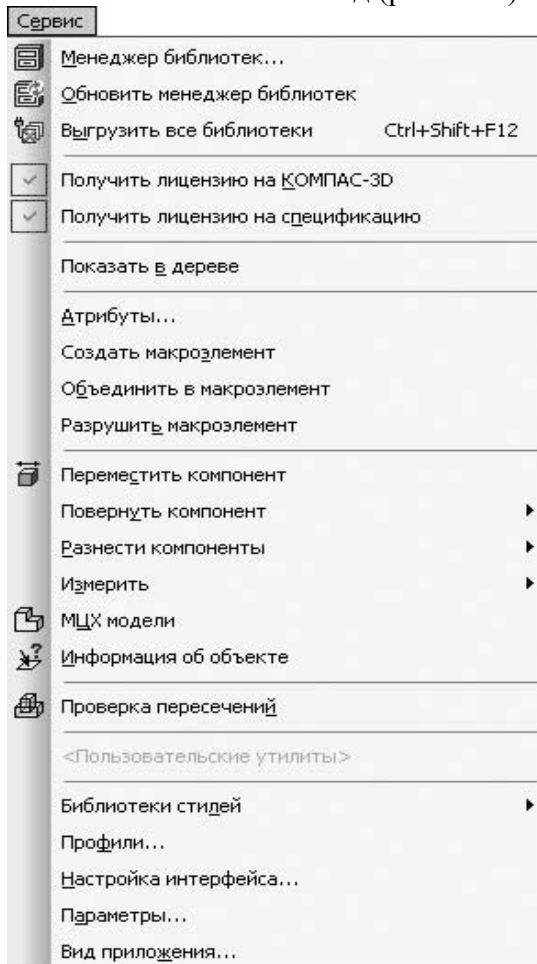 Сервис
Менеджер библиотек...
Обновить менеджер библиотек
Выгрузить все библиотеки Ctrl+Shift+F12
Получить лицензию на КОМПАС-3D
Получить лицензию на спецификацию
Показать в дереве
Атрибуты...
Создать макроэлемент
Объединить в макроэлемент
Разрушить макроэлемент
Переместить компонент
Повернуть компонент
Разнести компоненты
Измерить
МЦХ модели
Информация об объекте
Проверка пересечений
<Пользовательские утилиты>
Библиотеки стилей
Профили...
Настройка интерфейса...
Параметры...
Вид приложения...